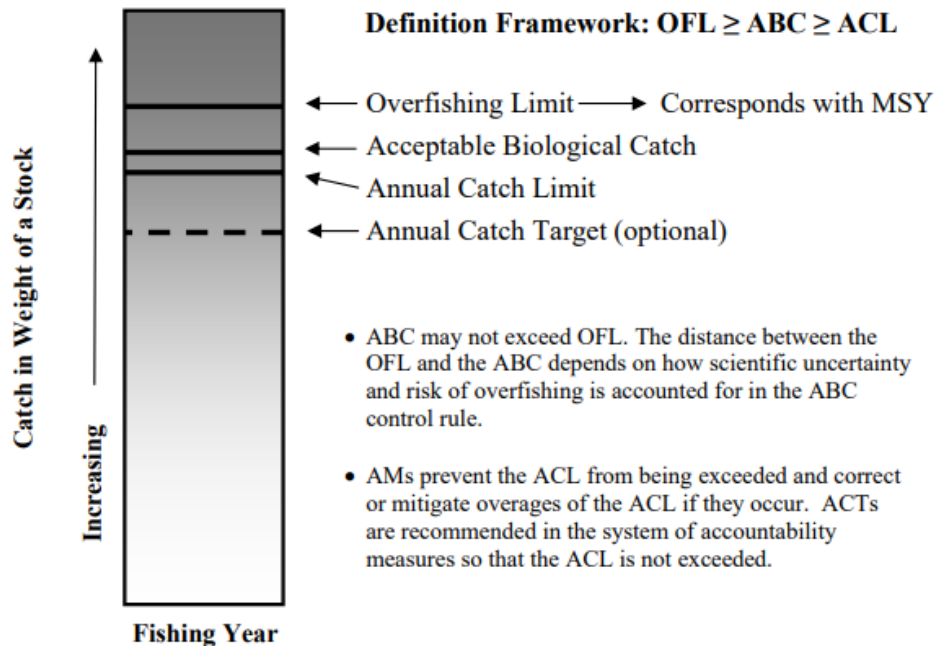 Definition Framework: OFL ≥ ABC ≥ ACL
Catch in Weight of a Stock
Increasing
Overfishing Limit
Corresponds with MSY
Acceptable Biological Catch
Annual Catch Limit
Annual Catch Target (optional)
• ABC may not exceed OFL. The distance between the
OFL and the ABC depends on how scientific uncertainty
and risk of overfishing is accounted for in the ABC
control rule.
• AMs prevent the ACL from being exceeded and correct
or mitigate overages of the ACL if they occur.  ACTs
are recommended in the system of accountability
measures so that the ACL is not exceeded.
Fishing Year